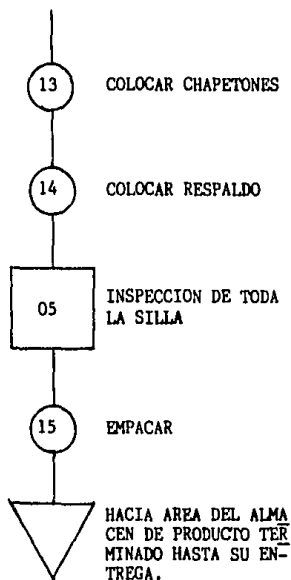 13 COLOCAR CHAPETONES
14 COLOCAR RESPALDO
05 INSPECCION DE TODA
LA SILLA
15 EMPACAR
HACIA AREA DEL ALMA
CEN DE PRODUCTO TER
MINADO HASTA SU EN-
TREGA.